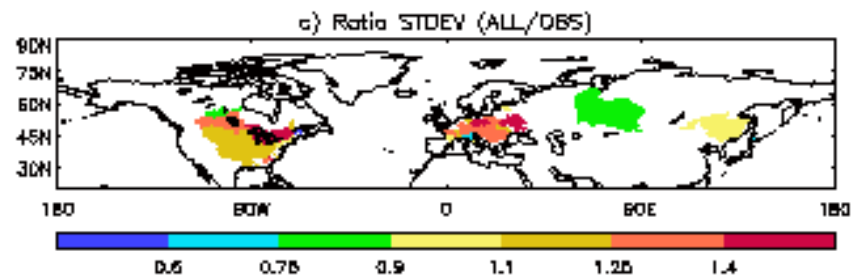 c) Ratio STDEV (ALL/OBS)
90N
75N
60N
45N
30N
180 90W 0 90E 180
0.6 0.75 0.9 1.1 1.25 1.4